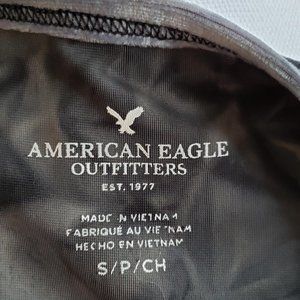 AMERICAN EAGLE
OUTFITTERS
EST. 1977
MADE IN VIETNAM
FABRIQUÉ AU VIETNAM
HECHO EN VIETNAM
S/P/CH